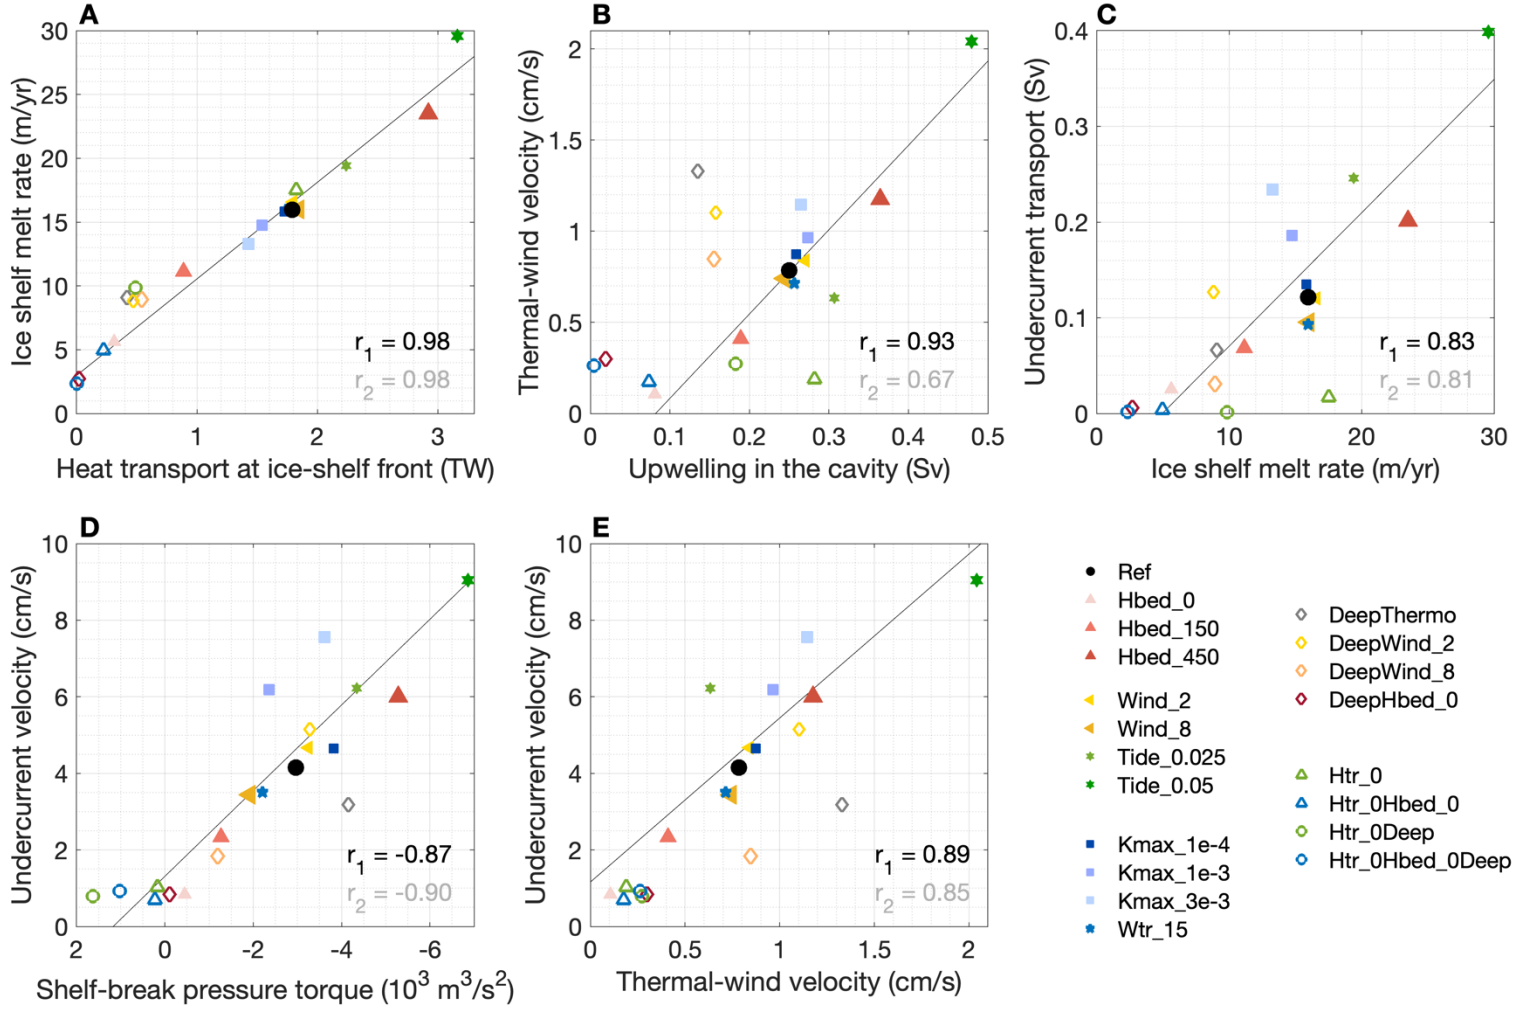 A
Ice shelf melt rate (m/yr)
30
25
20
15
10
5
0
r1 = 0.98
r2 = 0.98
0 1 2 3
Heat transport at ice-shelf front (TW)
B
Thermal-wind velocity (cm/s)
2
1.5
1
0.5
0
r1 = 0.93
r2 = 0.67
0 0.1 0.2 0.3 0.4 0.5
Upwelling in the cavity (Sv)
C
Undercurrent transport (Sv)
0.4
0.3
0.2
0.1
0
r1 = 0.83
r2 = 0.81
0 10 20 30
Ice shelf melt rate (m/yr)
D
Undercurrent velocity (cm/s)
10
8
6
4
2
0
r1 = -0.87
r2 = -0.90
2 0 -2 -4 -6
Shelf-break pressure torque (10³ m³/s²)
E
Undercurrent velocity (cm/s)
10
8
6
4
2
0
r1 = 0.89
r2 = 0.85
0 0.5 1 1.5 2
Thermal-wind velocity (cm/s)
Ref
Hbed_0
Hbed_150
Hbed_450
Wind_2
Wind_8
Tide_0.025
Tide_0.05
Kmax_1e-4
Kmax_1e-3
Kmax_3e-3
Wtr_15
DeepThermo
DeepWind_2
DeepWind_8
DeepHbed_0
Htr_0
Htr_0Hbed_0
Htr_0Deep
Htr_0Hbed_0Deep